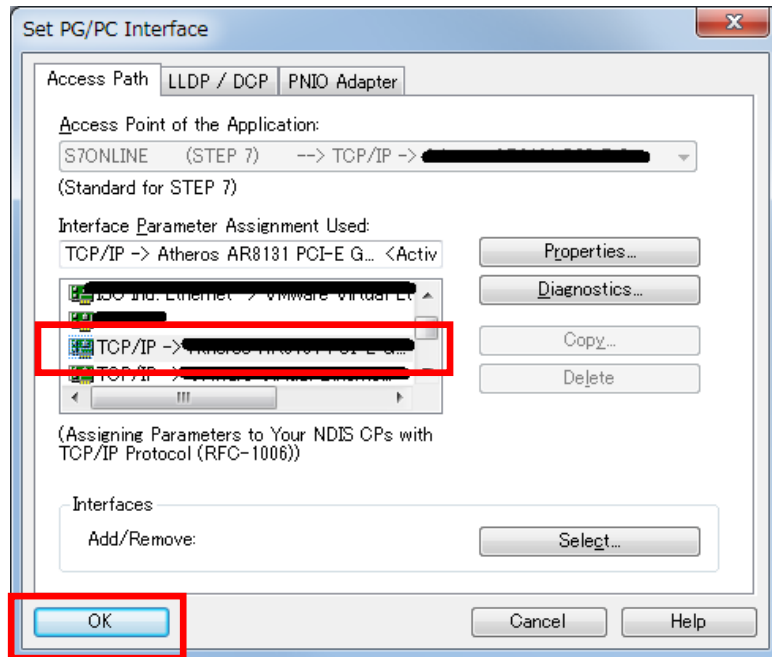 Set PG/PC Interface
Access Path
LLDP / DCP
PNIO Adapter
Access Point of the Application:
S7ONLINE (STEP 7) --> TCP/IP ->
(Standard for STEP 7)
Interface Parameter Assignment Used:
TCP/IP -> Atheros AR8131 PCI-E G... <Activ
Properties...
Diagnostics...
TCP/IP ->
Copy...
TCP/IP
Delete
(Assigning Parameters to Your NDIS CPs with
TCP/IP Protocol (RFC-1006))
Interfaces
Add/Remove:
Select...
OK
Cancel
Help